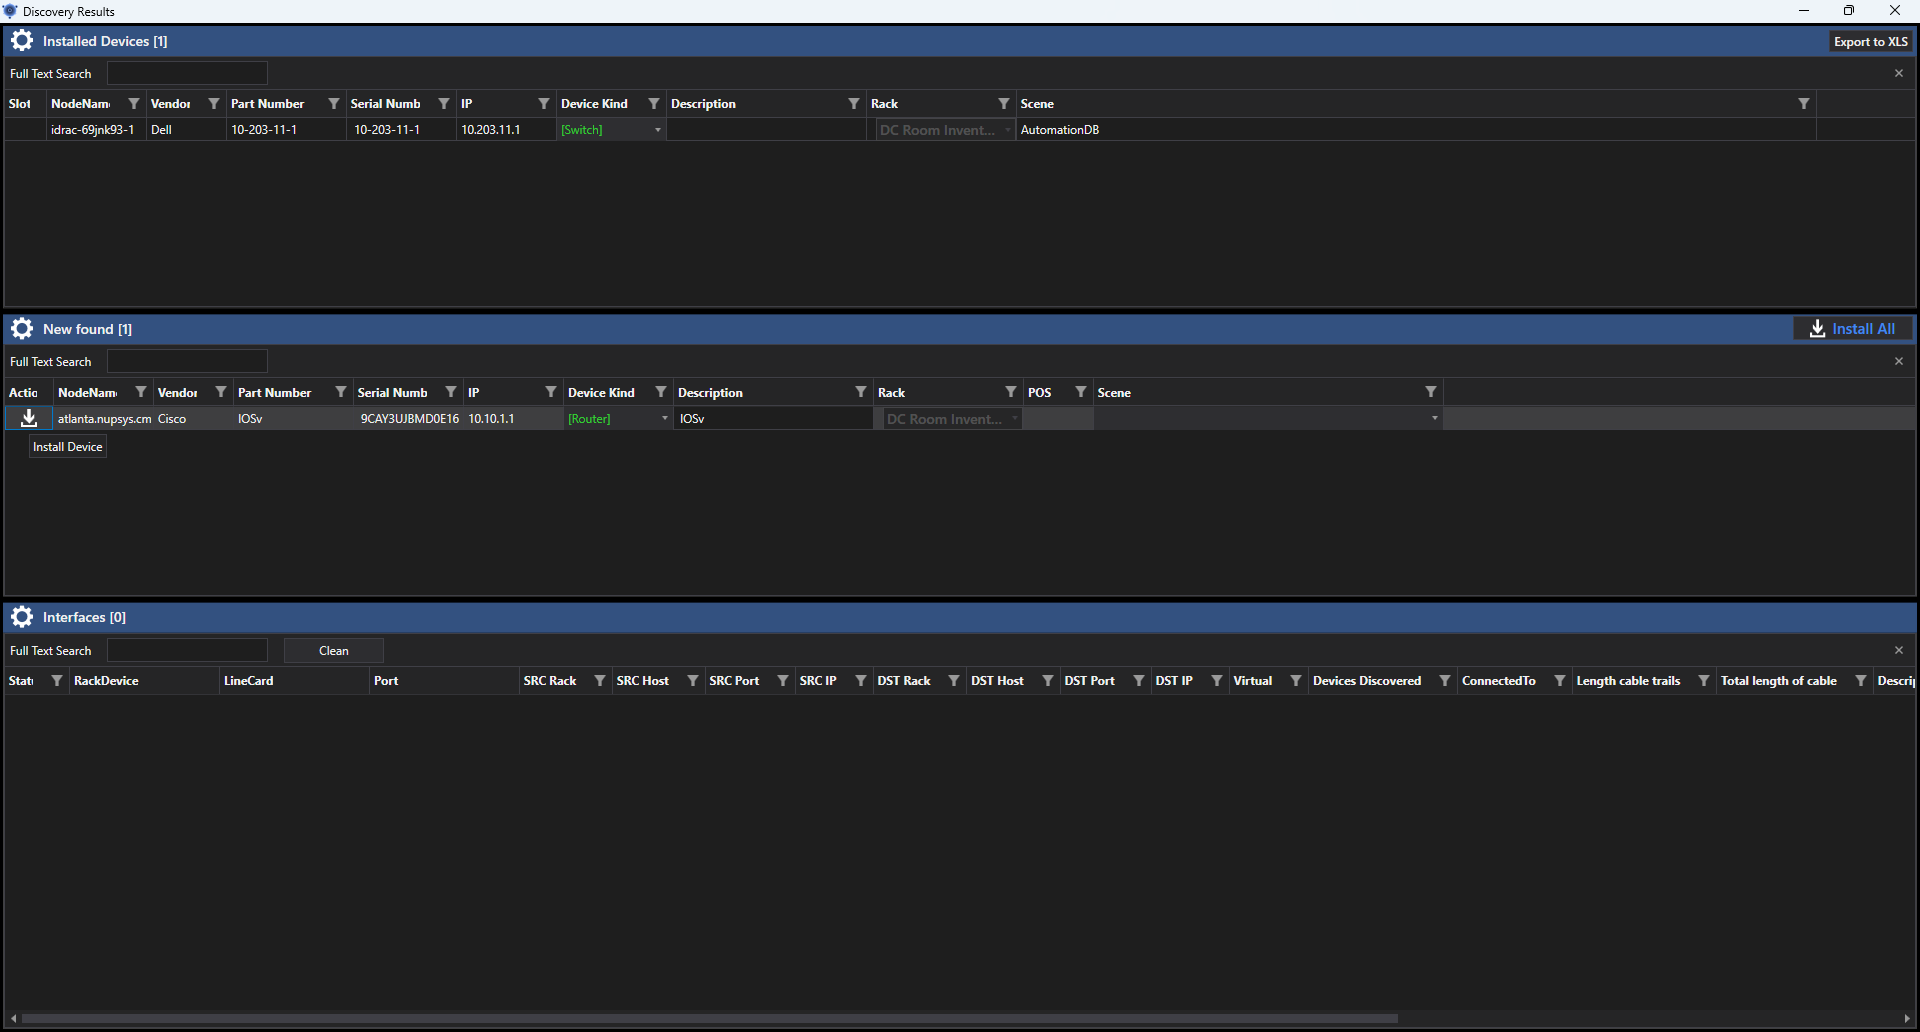 Discovery Results
Installed Devices [1] Export to XLS
Full Text Search
Slot NodeNam Vendor Part Number Serial Numb IP Device Kind Description Rack Scene
idrac-69jnk93-1 Dell 10-203-11-1 10-203-11-1 10.203.11.1 [Switch] DC Room Invent... AutomationDB
New found [1] Install All
Full Text Search
Actic NodeNam Vendor Part Number Serial Numb IP Device Kind Description Rack POS Scene
atlanta.nupsys.cm Cisco IOSv 9CAY3UJBMD0E16 10.10.1.1 [Router] IOSv DC Room Invent...
Install Device
Interfaces [0]
Full Text Search Clean
Statu RackDevice LineCard Port SRC Rack SRC Host SRC Port SRC IP DST Rack DST Host DST Port DST IP Virtual Devices Discovered ConnectedTo Length cable trails Total length of cable Descrip